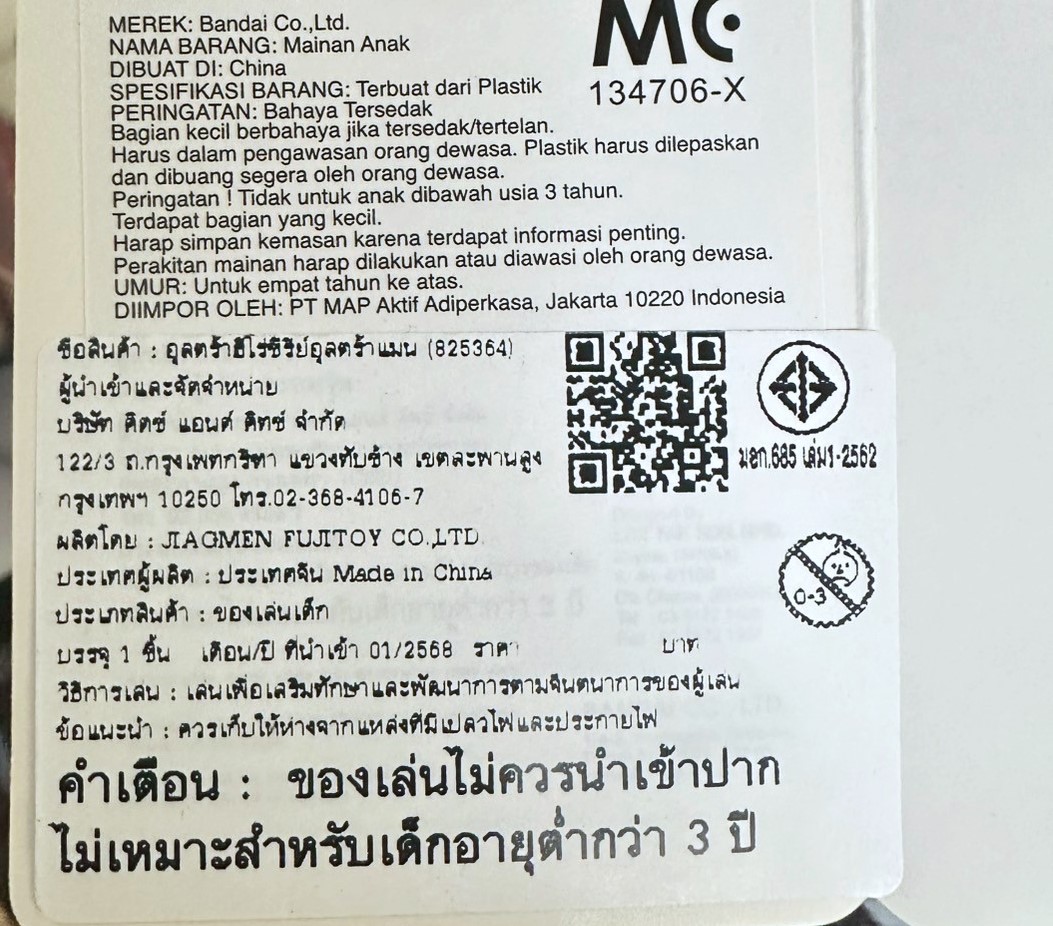 MEREK: Bandai Co.,Ltd.
NAMA BARANG: Mainan Anak
DIBUAT DI: China
SPESIFIKASI BARANG: Terbuat dari Plastik
PERINGATAN: Bahaya Tersedak
Bagian kecil berbahaya jika tersedak/tertelan.
Harus dalam pengawasan orang dewasa. Plastik harus dilepaskan
dan dibuang segera oleh orang dewasa.
Peringatan ! Tidak untuk anak dibawah usia 3 tahun.
Terdapat bagian yang kecil.
Harap simpan kemasan karena terdapat informasi penting.
Perakitan mainan harap dilakukan atau diawasi oleh orang dewasa.
UMUR: Untuk empat tahun ke atas.
DIIMPOR OLEH: PT MAP Aktif Adiperkasa, Jakarta 10220 Indonesia
MC
134706-X
ชื่อสินค้า : อุลตร้าฮีโร่ซีรีย์อุลตร้าแมน (825364)
ผู้นำเข้าและจัดจำหน่าย
บริษัท คิดซ์ แอนด์ คิทซ์ จำกัด
122/3 ถ.กรุงเทพกรีฑา แขวงทับช้าง เขตสะพานสูง
กรุงเทพฯ 10250 โทร.02-368-4106-7
ผลิตโดย : JIAGMEN FUJITOY CO.,LTD.
ประเทศผู้ผลิต : ประเทศจีน Made in China
ประเภทสินค้า : ของเล่นเด็ก
บรรจุ 1 ชิ้น เดือน/ปี ที่นำเข้า 01/2568 ราคา บาท
วิธีการเล่น : เล่นเพื่อเสริมทักษาและพัฒนาการตามจินตนาการของผู้เล่น
ข้อแนะนำ : ควรเก็บให้ห่างจากแหล่งที่มีเปลวไฟและประกายไฟ
คำเตือน : ของเล่นไม่ควรนำเข้าปาก
ไม่เหมาะสำหรับเด็กอายุต่ำกว่า 3 ปี
มอก.685 เล่ม1-2562
0-3